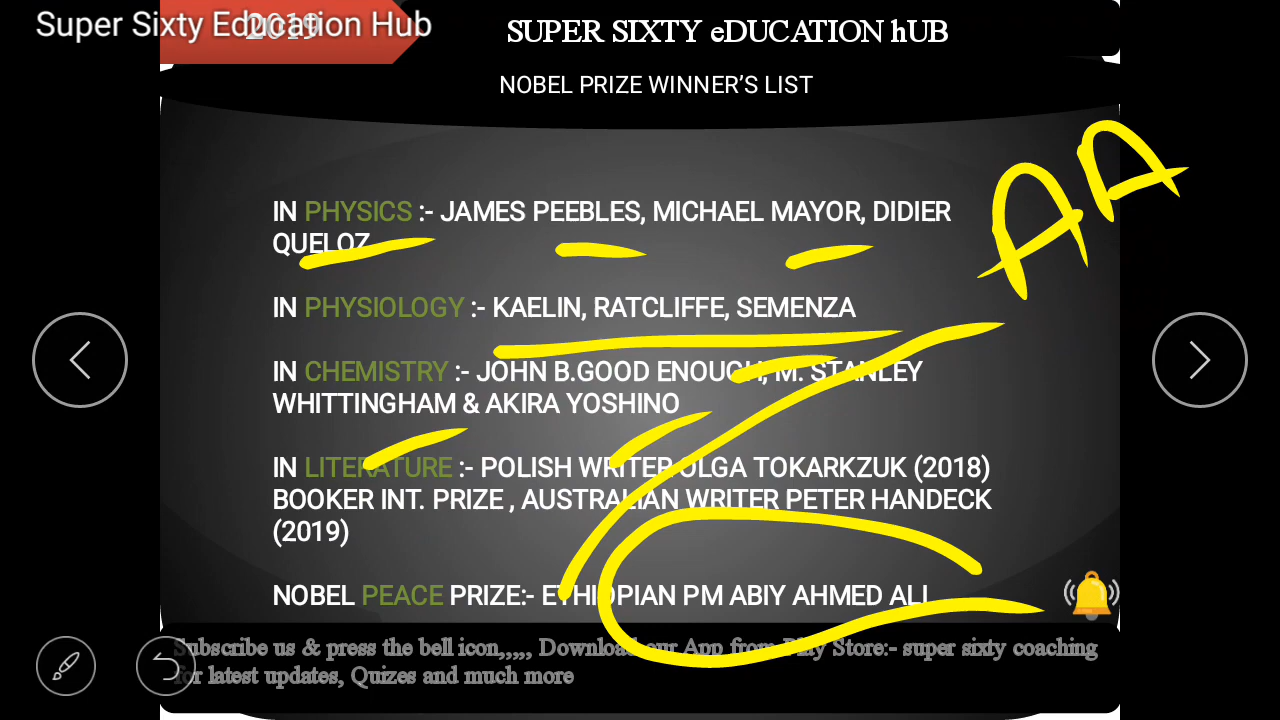 Super Sixty Education Hub
2019
SUPER SIXTY eDUCATION hUB
NOBEL PRIZE WINNER’S LIST
AA
IN PHYSICS :- JAMES PEEBLES, MICHAEL MAYOR, DIDIER
QUELOZ
IN PHYSIOLOGY :- KAELIN, RATCLIFFE, SEMENZA
IN CHEMISTRY :- JOHN B.GOOD ENOUGH, M. STANLEY
WHITTINGHAM & AKIRA YOSHINO
IN LITERATURE :- POLISH WRITER OLGA TOKARKZUK (2018)
BOOKER INT. PRIZE , AUSTRALIAN WRITER PETER HANDECK
(2019)
NOBEL PEACE PRIZE:- ETHIOPIAN PM ABIY AHMED ALI
Subscribe us & press the bell icon,,,,, Download our App from Play Store:- super sixty coaching
for latest updates, Quizes and much more